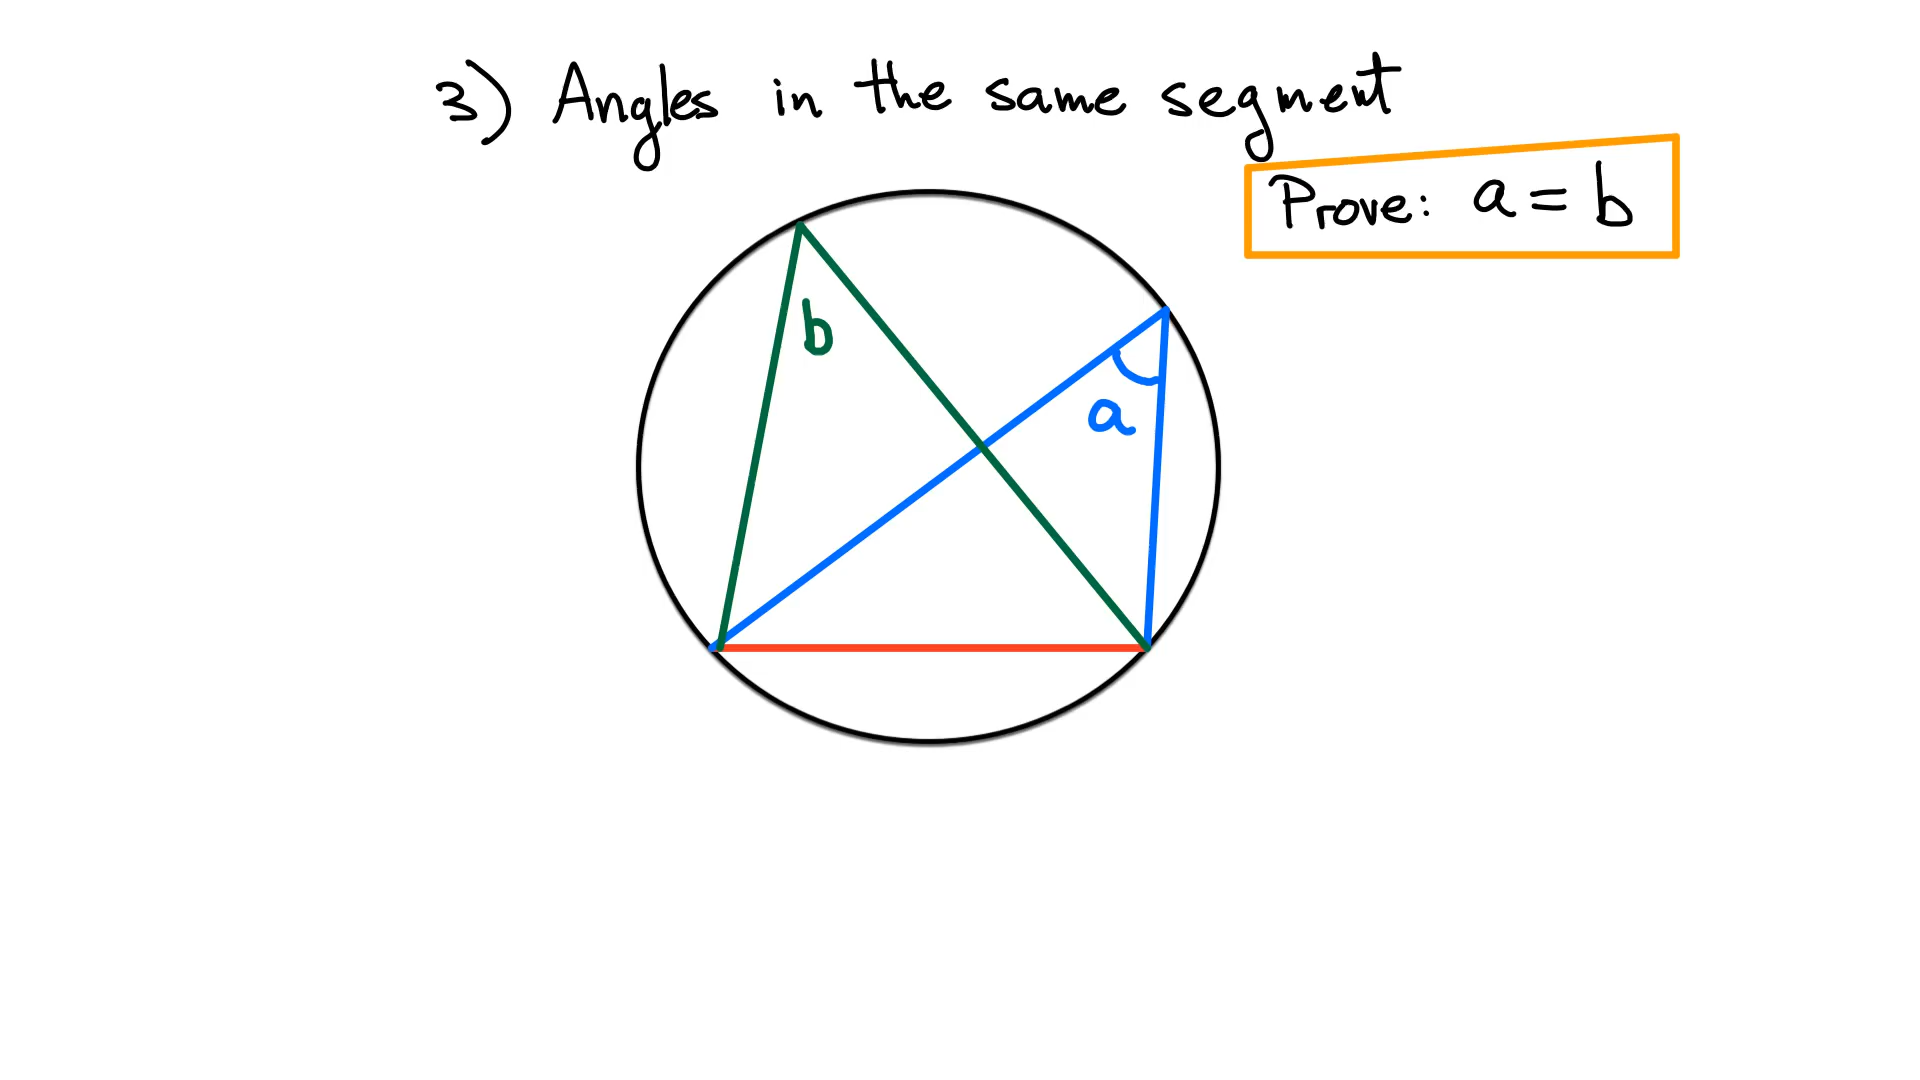 3) Angles in the same segment
Prove: a = b
b
a